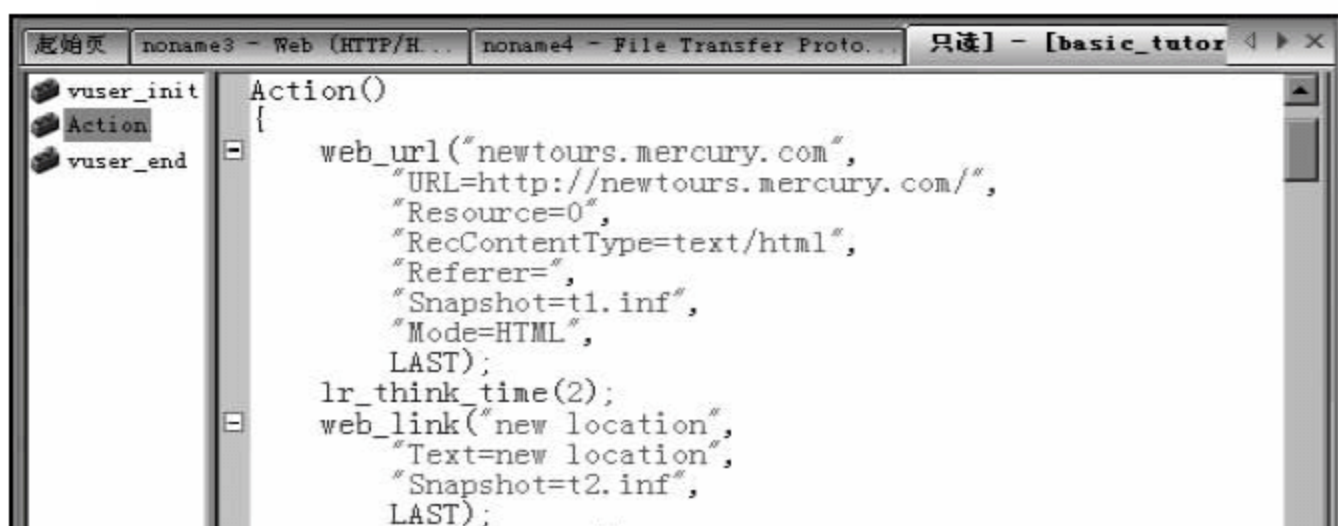 起始页 noname3 - Web (HTTP/H... noname4 - File Transfer Proto... 只读] - [basic_tutor
vuser_init
Action
vuser_end
Action()
{
web_url("newtours.mercury.com",
"URL=http://newtours.mercury.com/",
"Resource=0",
"RecContentType=text/html",
"Referer=",
"Snapshot=t1.inf",
"Mode=HTML",
LAST);
lr_think_time(2);
web_link("new location",
"Text=new location",
"Snapshot=t2.inf",
LAST);